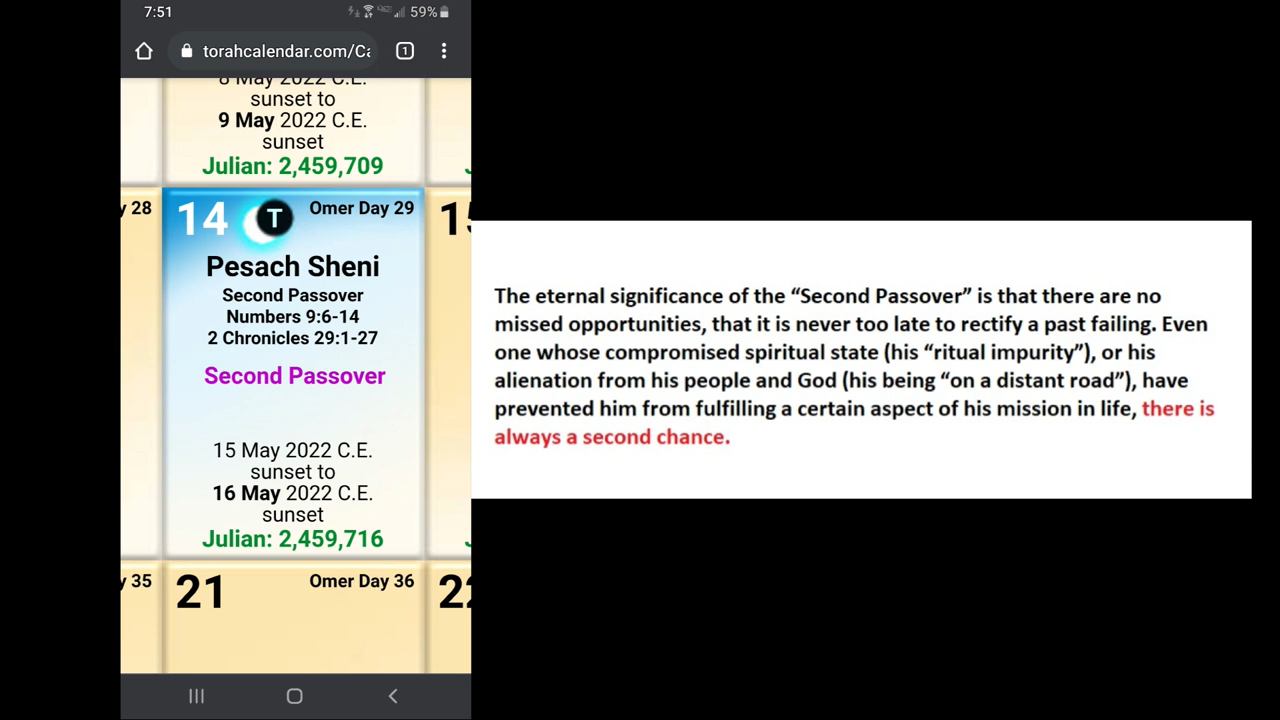 7:51
59%
torahcalendar.com/Ca
1
8 May 2022 C.E.
sunset to
9 May 2022 C.E.
sunset
Julian: 2,459,709
28
14
T
Omer Day 29
15
Pesach Sheni
Second Passover
Numbers 9:6-14
2 Chronicles 29:1-27
Second Passover
15 May 2022 C.E.
sunset to
16 May 2022 C.E.
sunset
Julian: 2,459,716
y 35
21
Omer Day 36
22
The eternal significance of the “Second Passover” is that there are no
missed opportunities, that it is never too late to rectify a past failing. Even
one whose compromised spiritual state (his “ritual impurity”), or his
alienation from his people and God (his being “on a distant road”), have
prevented him from fulfilling a certain aspect of his mission in life, there is
always a second chance.